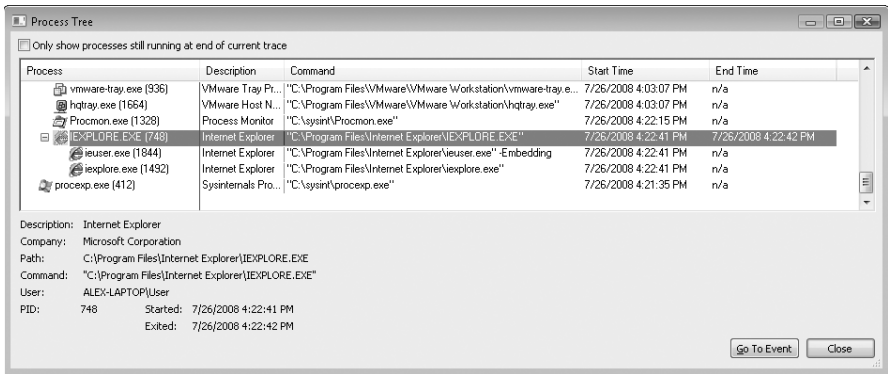 Process Tree
Only show processes still running at end of current trace
Process Description Command Start Time End Time
vmware-tray.exe (936) VMware Tray Pr... "C:\Program Files\VMware\VMware Workstation\vmware-tray.e... 7/26/2008 4:03:07 PM n/a
hqtray.exe (1664) VMware Host N... "C:\Program Files\VMware\VMware Workstation\hqtray.exe" 7/26/2008 4:03:07 PM n/a
Procmon.exe (1328) Process Monitor "C:\sysint\Procmon.exe" 7/26/2008 4:22:15 PM n/a
IEXPLORE.EXE (748) Internet Explorer "C:\Program Files\Internet Explorer\IEXPLORE.EXE" 7/26/2008 4:22:41 PM 7/26/2008 4:22:42 PM
ieuser.exe (1844) Internet Explorer "C:\Program Files\Internet Explorer\ieuser.exe" -Embedding 7/26/2008 4:22:41 PM n/a
iexplore.exe (1492) Internet Explorer "C:\Program Files\Internet Explorer\iexplore.exe" 7/26/2008 4:22:41 PM n/a
procexp.exe (412) Sysinternals Pro... "C:\sysint\procexp.exe" 7/26/2008 4:21:35 PM n/a
Description: Internet Explorer
Company: Microsoft Corporation
Path: C:\Program Files\Internet Explorer\IEXPLORE.EXE
Command: "C:\Program Files\Internet Explorer\IEXPLORE.EXE"
User: ALEX-LAPTOP\User
PID: 748 Started: 7/26/2008 4:22:41 PM
Exited: 7/26/2008 4:22:42 PM
Go To Event Close